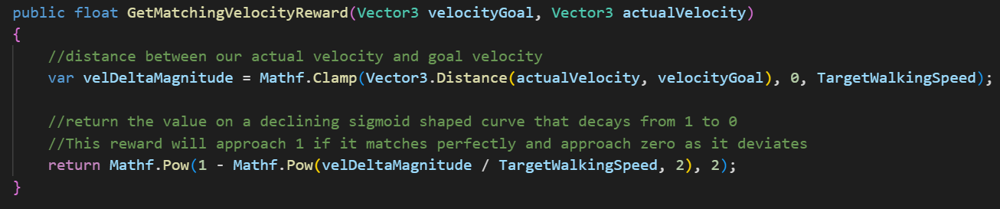 public float GetMatchingVelocityReward(Vector3 velocityGoal, Vector3 actualVelocity)
{
    //distance between our actual velocity and goal velocity
    var velDeltaMagnitude = Mathf.Clamp(Vector3.Distance(actualVelocity, velocityGoal), 0, TargetWalkingSpeed);

    //return the value on a declining sigmoid shaped curve that decays from 1 to 0
    //This reward will approach 1 if it matches perfectly and approach zero as it deviates
    return Mathf.Pow(1 - Mathf.Pow(velDeltaMagnitude / TargetWalkingSpeed, 2), 2);
}